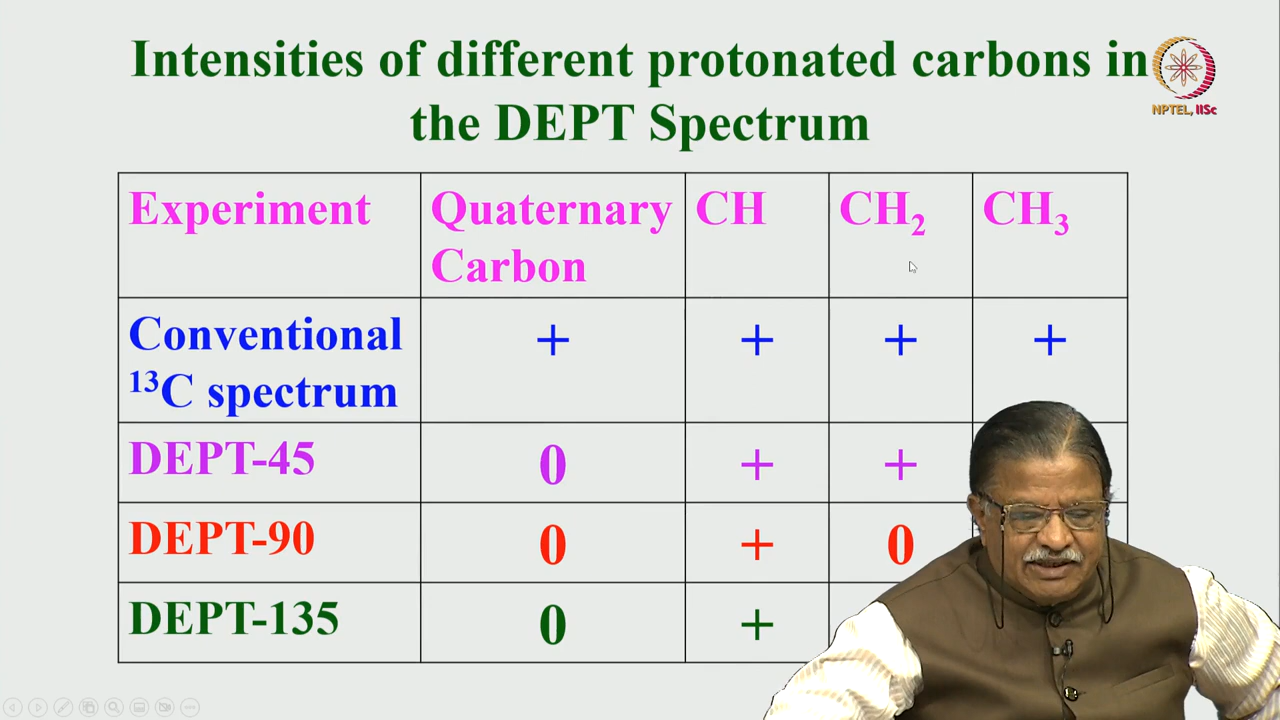 Intensities of different protonated carbons in
the DEPT Spectrum
NPTEL, IISc
Experiment Quaternary Carbon CH CH₂ CH₃
Conventional ¹³C spectrum + + + +
DEPT-45 0 + +
DEPT-90 0 + 0
DEPT-135 0 +